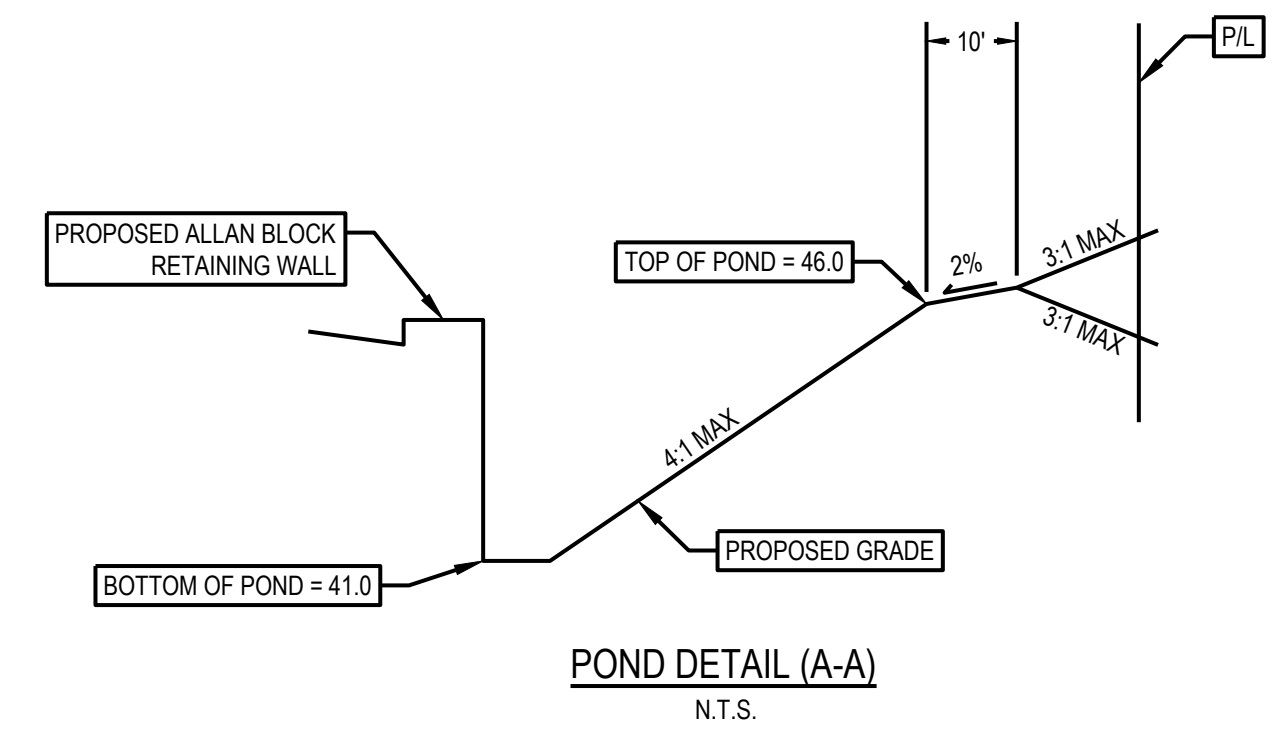 10'
P/L
PROPOSED ALLAN BLOCK
RETAINING WALL
TOP OF POND = 46.0
2%
3:1 MAX
3:1 MAX
4:1 MAX
PROPOSED GRADE
BOTTOM OF POND = 41.0
POND DETAIL (A-A)
N.T.S.